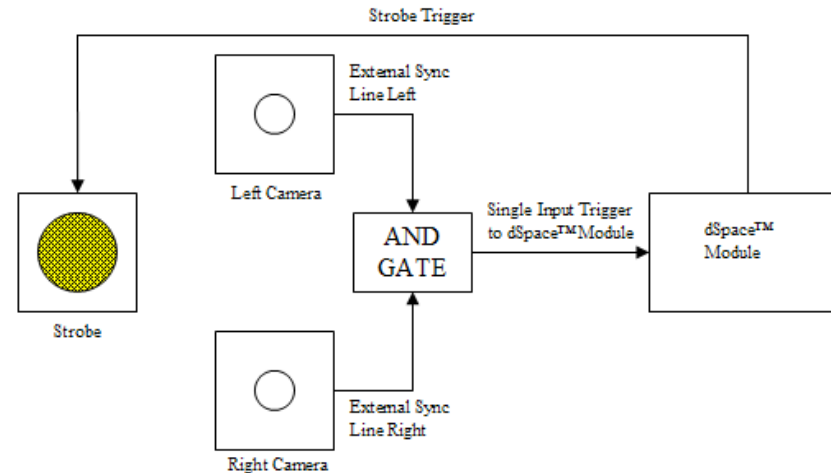 Strobe Trigger
External Sync
Line Left
Left Camera
Single Input Trigger
to dSpace™ Module
AND
GATE
dSpace™
Module
Strobe
External Sync
Line Right
Right Camera